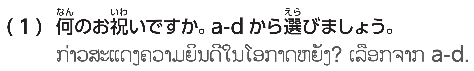 (1) 何のお祝いですか。a-d から選びましょう。
ກ່າວສະແດງຄວາມຍິນດີໃນໂອກາດຫຍັງ? ເລືອກຈາກ a-d.